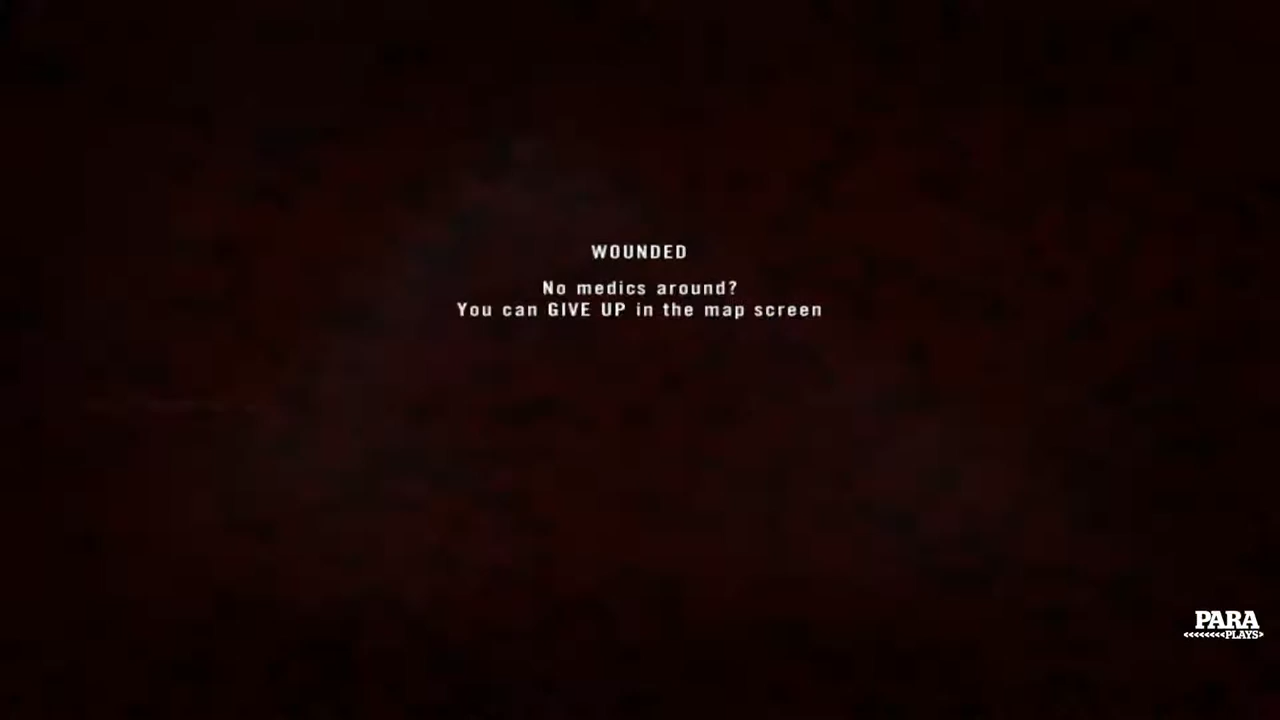 WOUNDED
No medics around?
You can GIVE UP in the map screen
PARA
PLAYS